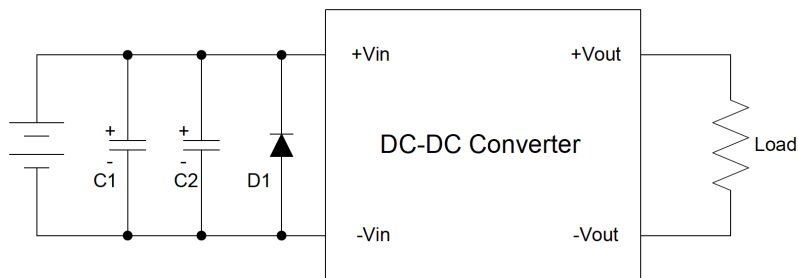 +Vin
+Vout
+
-
C1
+
-
C2
D1
DC-DC Converter
Load
-Vin
-Vout